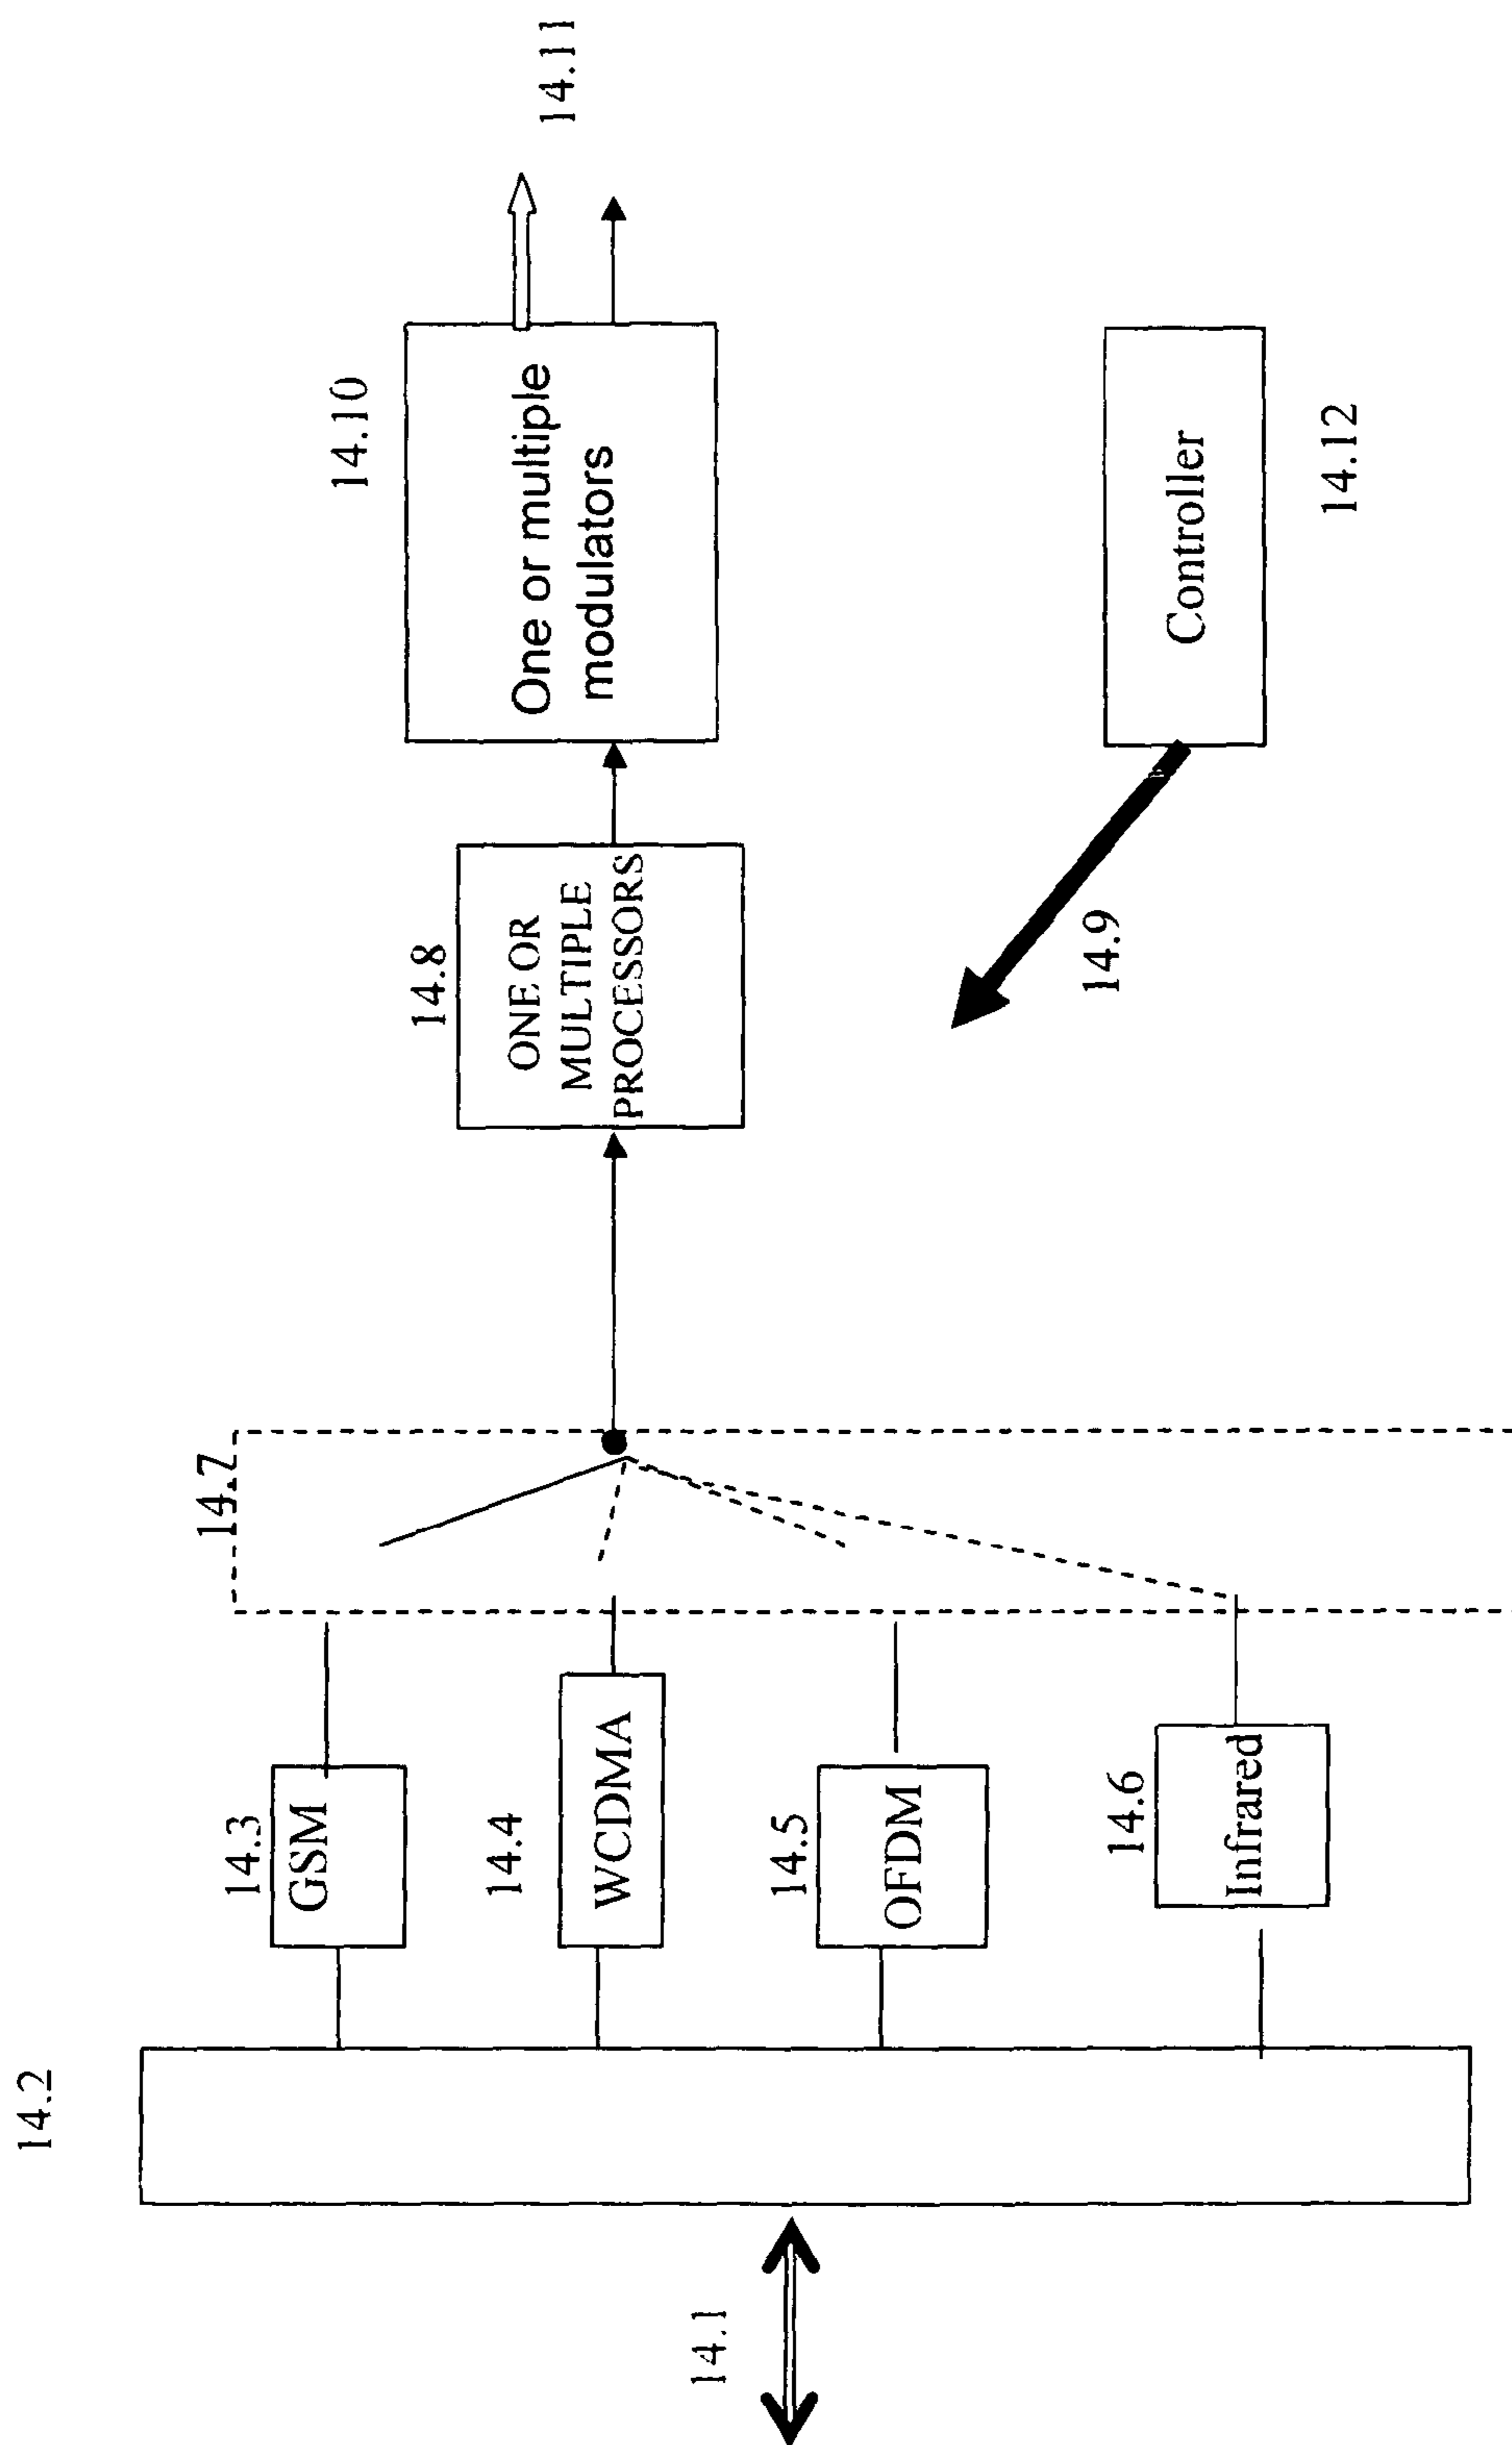 14.2
14.1
14.3
GSM
14.4
WCDMA
14.5
OFDM
14.6
Infrared
14.7
14.8
ONE OR
MULTIPLE
PROCESSORS
14.9
14.10
One or multiple
modulators
14.11
Controller
14.12